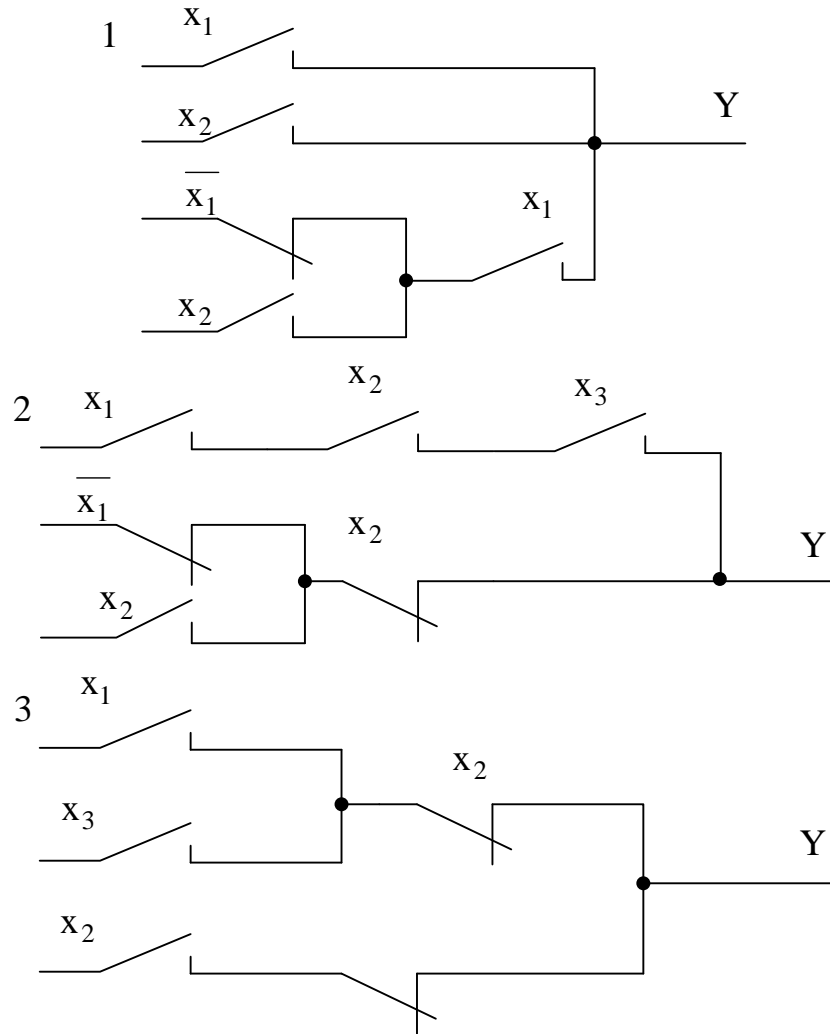 1 x₁
x₂ Y
x̅₁ x₁
x₂
2 x₁ x₂ x₃
x̅₁ x₂ Y
x₂
3 x₁
x₃ x₂ Y
x₂